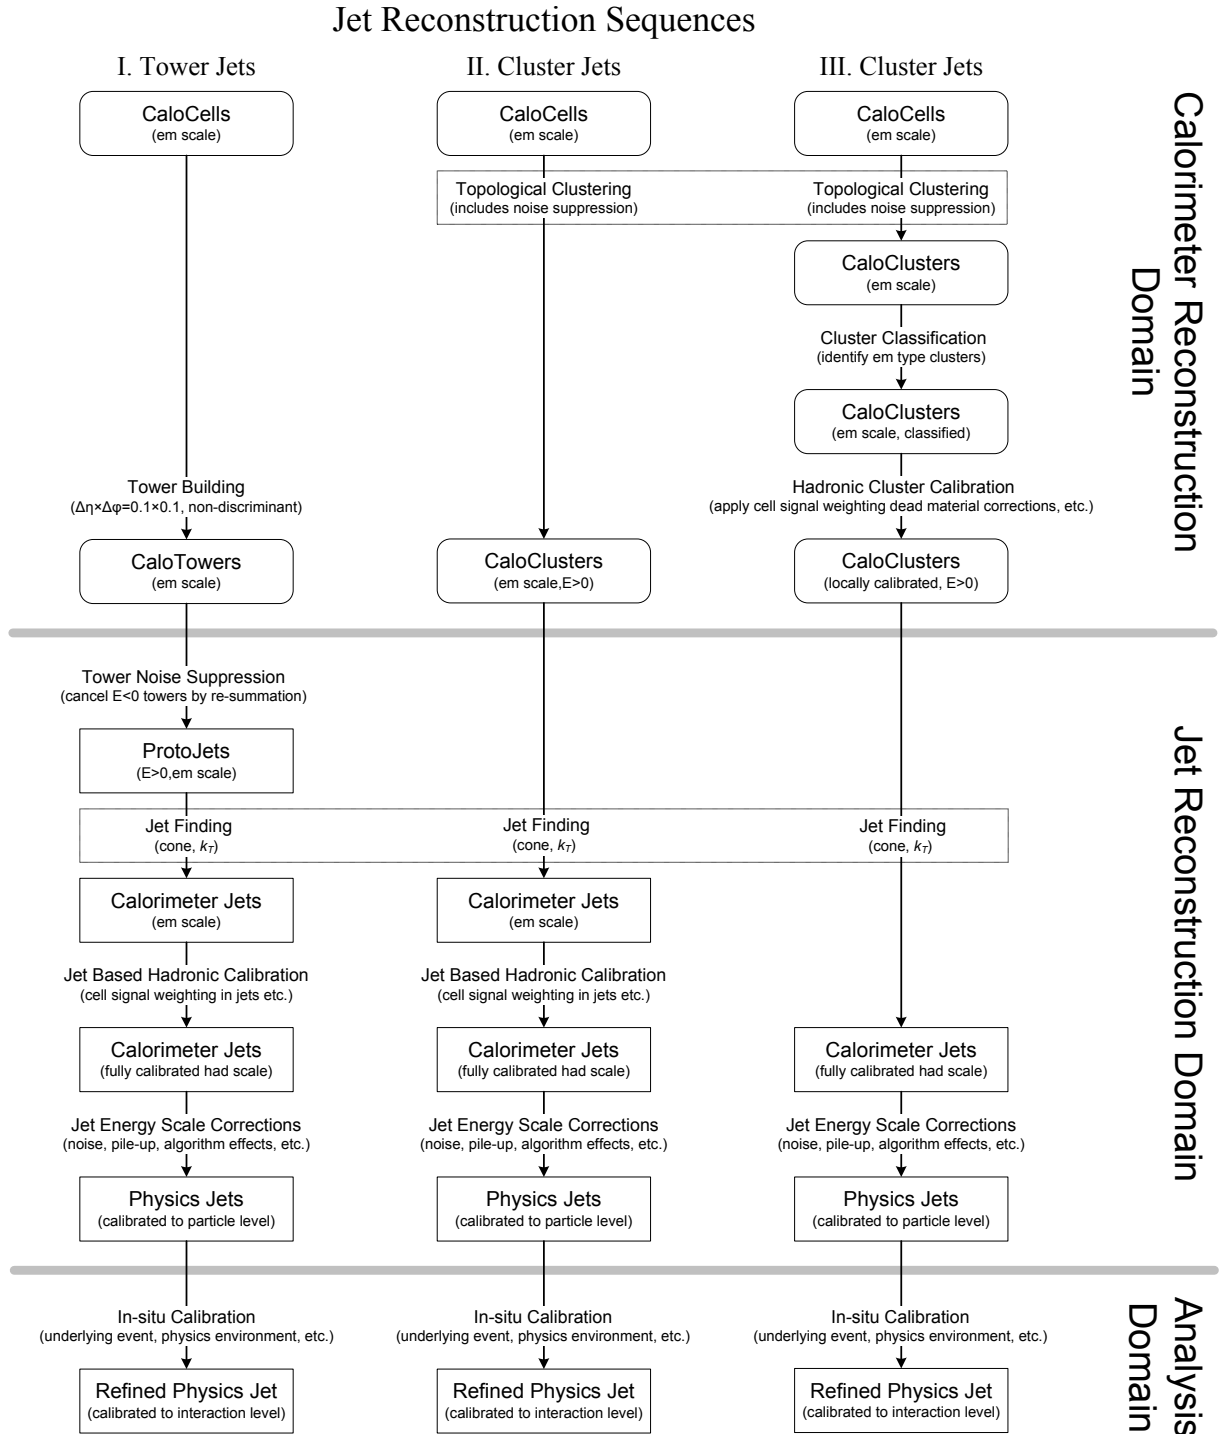 Jet Reconstruction Sequences
I. Tower Jets
CaloCells
(em scale)
Tower Building
(Δη×Δφ=0.1×0.1, non-discriminant)
CaloTowers
(em scale)
Tower Noise Suppression
(cancel E<0 towers by re-summation)
ProtoJets
(E>0,em scale)
Jet Finding
(cone, kT)
Calorimeter Jets
(em scale)
Jet Based Hadronic Calibration
(cell signal weighting in jets etc.)
Calorimeter Jets
(fully calibrated had scale)
Jet Energy Scale Corrections
(noise, pile-up, algorithm effects, etc.)
Physics Jets
(calibrated to particle level)
In-situ Calibration
(underlying event, physics environment, etc.)
Refined Physics Jet
(calibrated to interaction level)
II. Cluster Jets
CaloCells
(em scale)
Topological Clustering
(includes noise suppression)
CaloClusters
(em scale,E>0)
Jet Finding
(cone, kT)
Calorimeter Jets
(em scale)
Jet Based Hadronic Calibration
(cell signal weighting in jets etc.)
Calorimeter Jets
(fully calibrated had scale)
Jet Energy Scale Corrections
(noise, pile-up, algorithm effects, etc.)
Physics Jets
(calibrated to particle level)
In-situ Calibration
(underlying event, physics environment, etc.)
Refined Physics Jet
(calibrated to interaction level)
III. Cluster Jets
CaloCells
(em scale)
Topological Clustering
(includes noise suppression)
CaloClusters
(em scale)
Cluster Classification
(identify em type clusters)
CaloClusters
(em scale, classified)
Hadronic Cluster Calibration
(apply cell signal weighting dead material corrections, etc.)
CaloClusters
(locally calibrated, E>0)
Jet Finding
(cone, kT)
Calorimeter Jets
(fully calibrated had scale)
Jet Energy Scale Corrections
(noise, pile-up, algorithm effects, etc.)
Physics Jets
(calibrated to particle level)
In-situ Calibration
(underlying event, physics environment, etc.)
Refined Physics Jet
(calibrated to interaction level)
Calorimeter Reconstruction
Domain
Jet Reconstruction Domain
Analysis
Domain